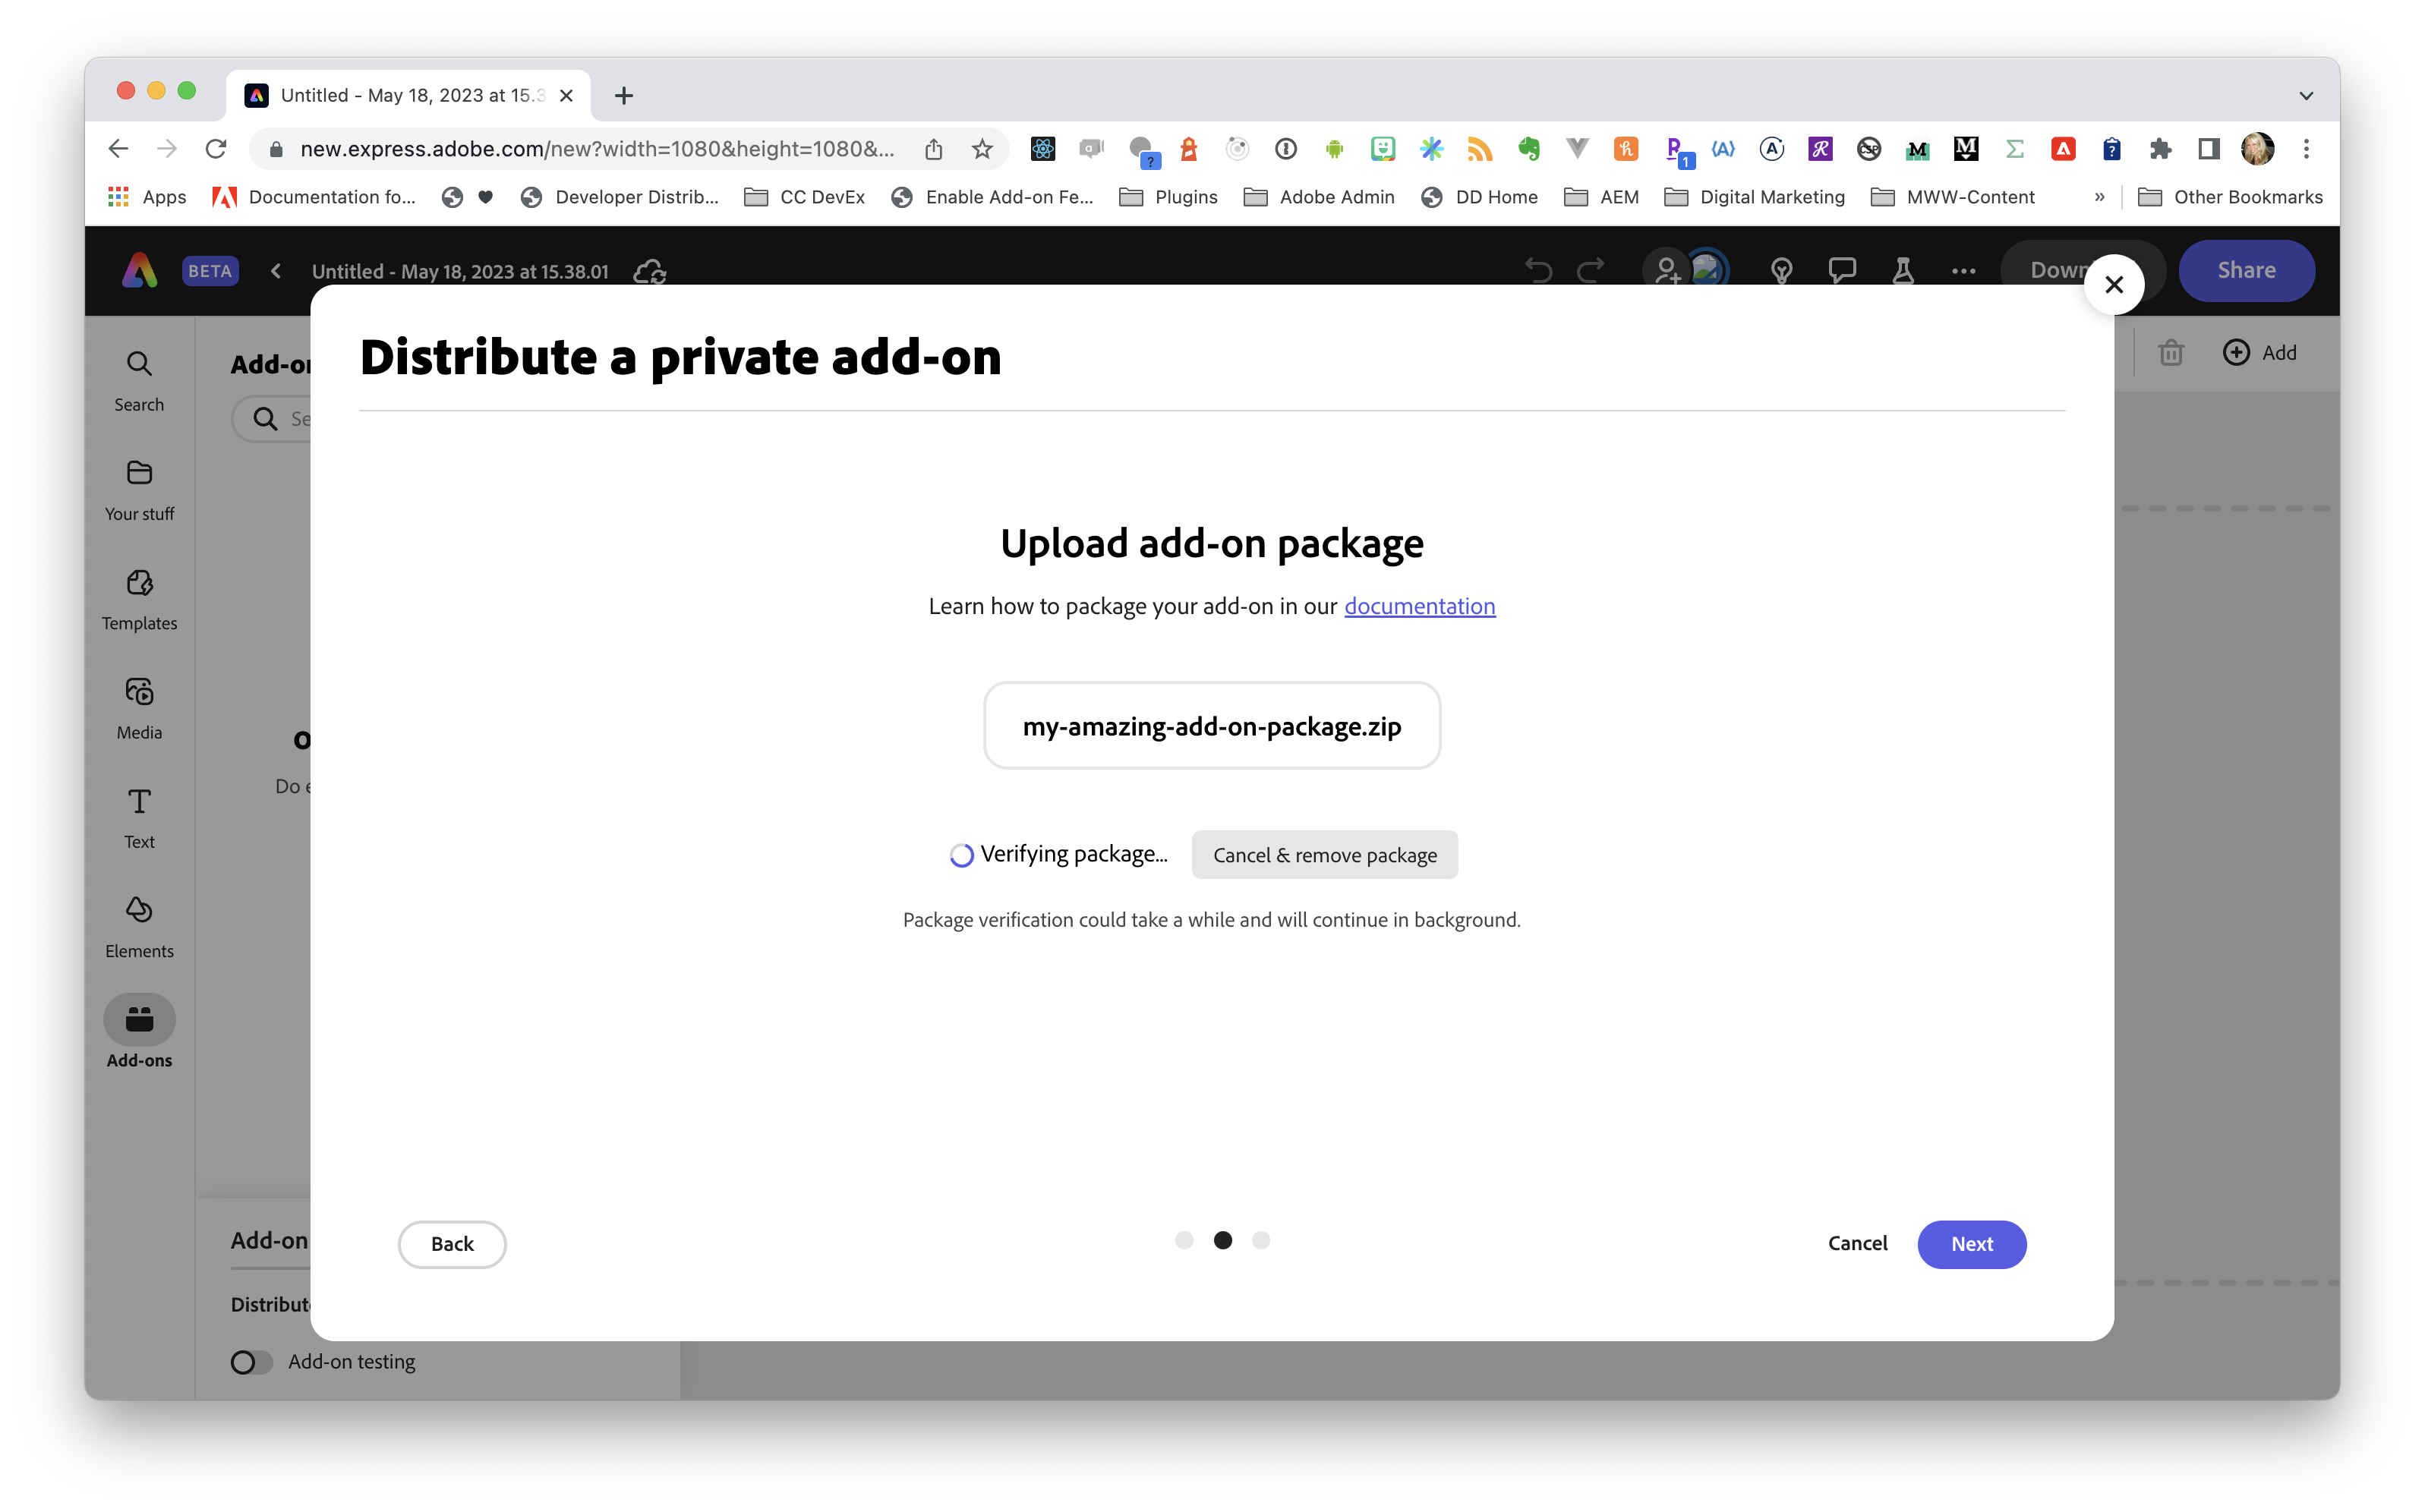 Untitled - May 18, 2023 at 15.3
new.express.adobe.com/new?width=1080&height=1080&...
Apps
Documentation fo...
Developer Distrib...
CC DevEx
Enable Add-on Fe...
Plugins
Adobe Admin
DD Home
AEM
Digital Marketing
MWW-Content
»
Other Bookmarks
BETA
Untitled - May 18, 2023 at 15.38.01
Share
Search
Your stuff
Templates
Media
Text
Elements
Add-ons
Add
Distribute a private add-on
Upload add-on package
Learn how to package your add-on in our documentation
my-amazing-add-on-package.zip
Verifying package...
Cancel & remove package
Package verification could take a while and will continue in background.
Back
Cancel
Next
Add-on
Add-on testing